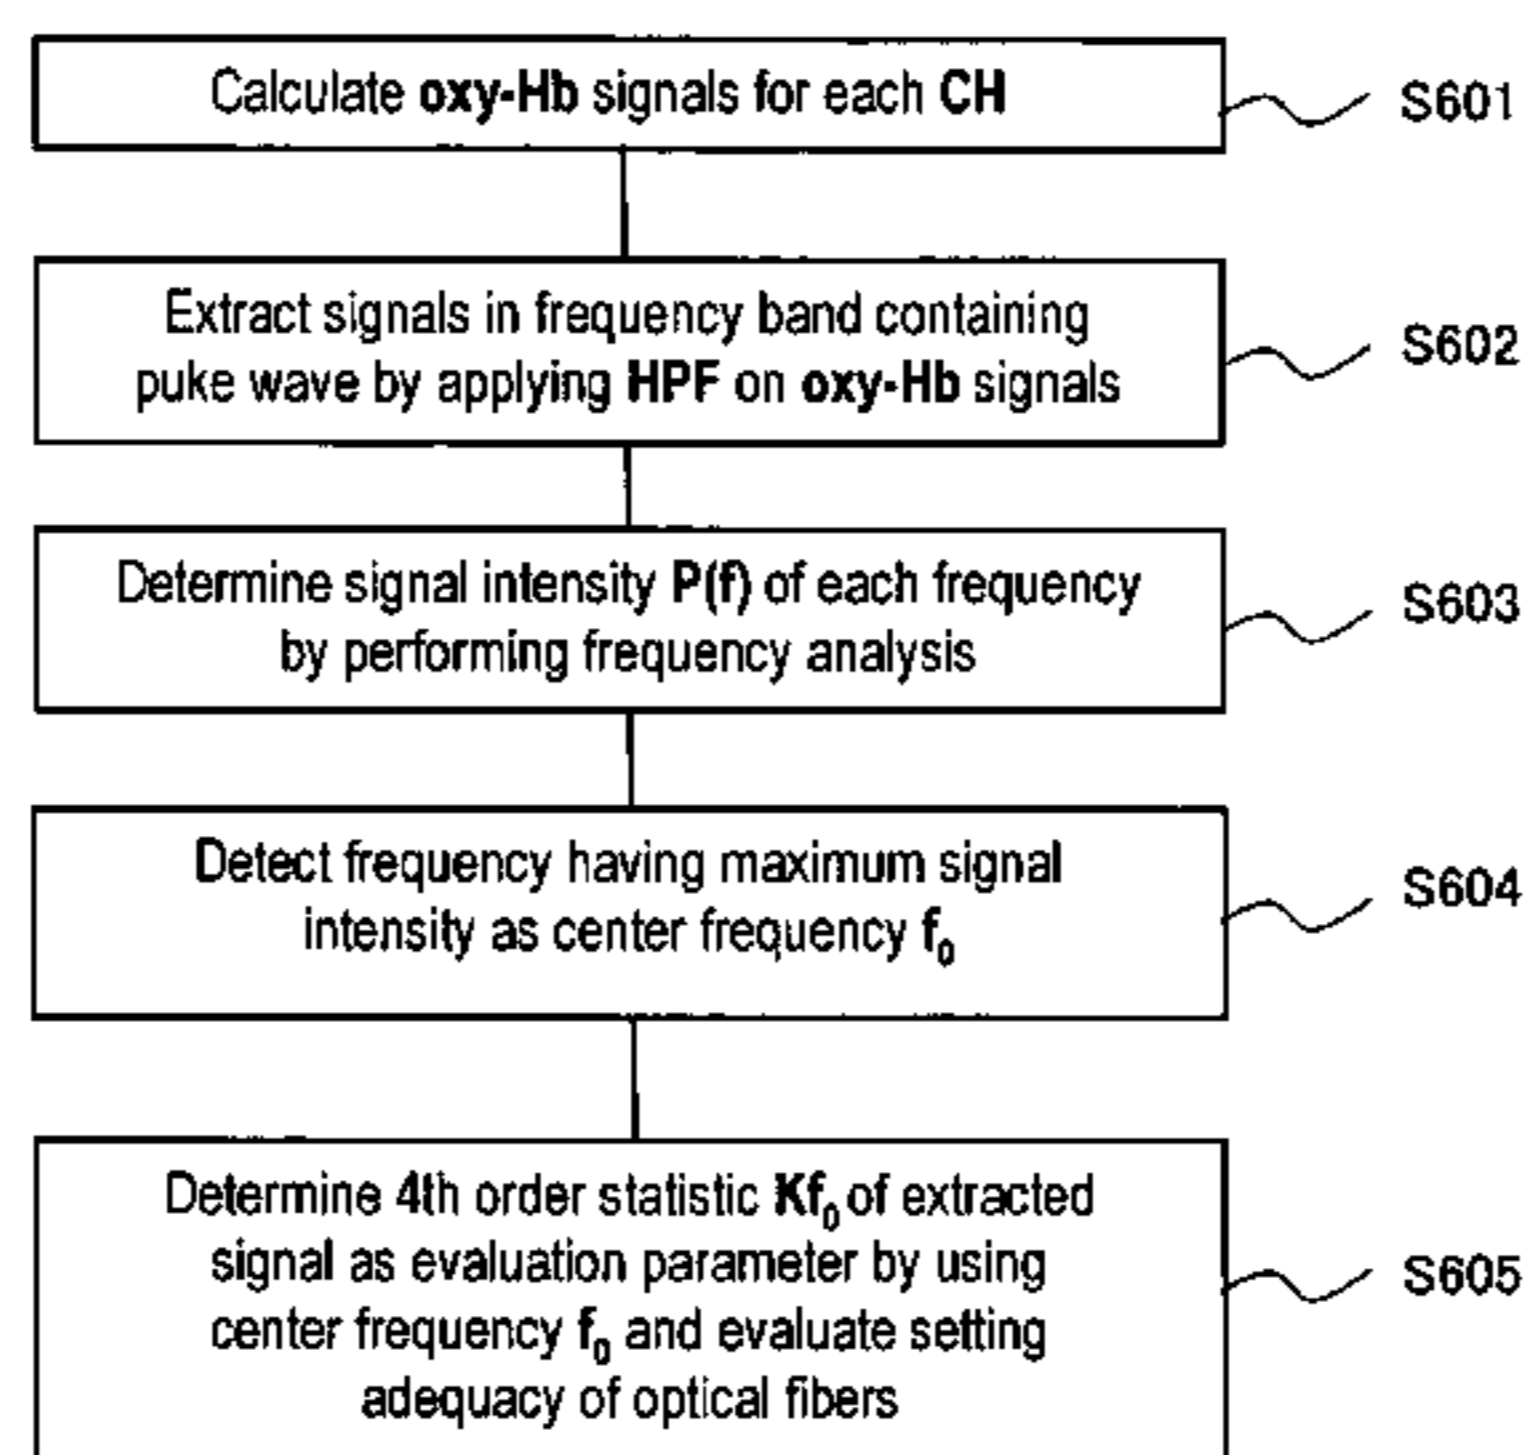 Calculate oxy-Hb signals for each CH
S601
Extract signals in frequency band containing
puke wave by applying HPF on oxy-Hb signals
S602
Determine signal intensity P(f) of each frequency
by performing frequency analysis
S603
Detect frequency having maximum signal
intensity as center frequency f₀
S604
Determine 4th order statistic Kf₀ of extracted
signal as evaluation parameter by using
center frequency f₀ and evaluate setting
adequacy of optical fibers
S605